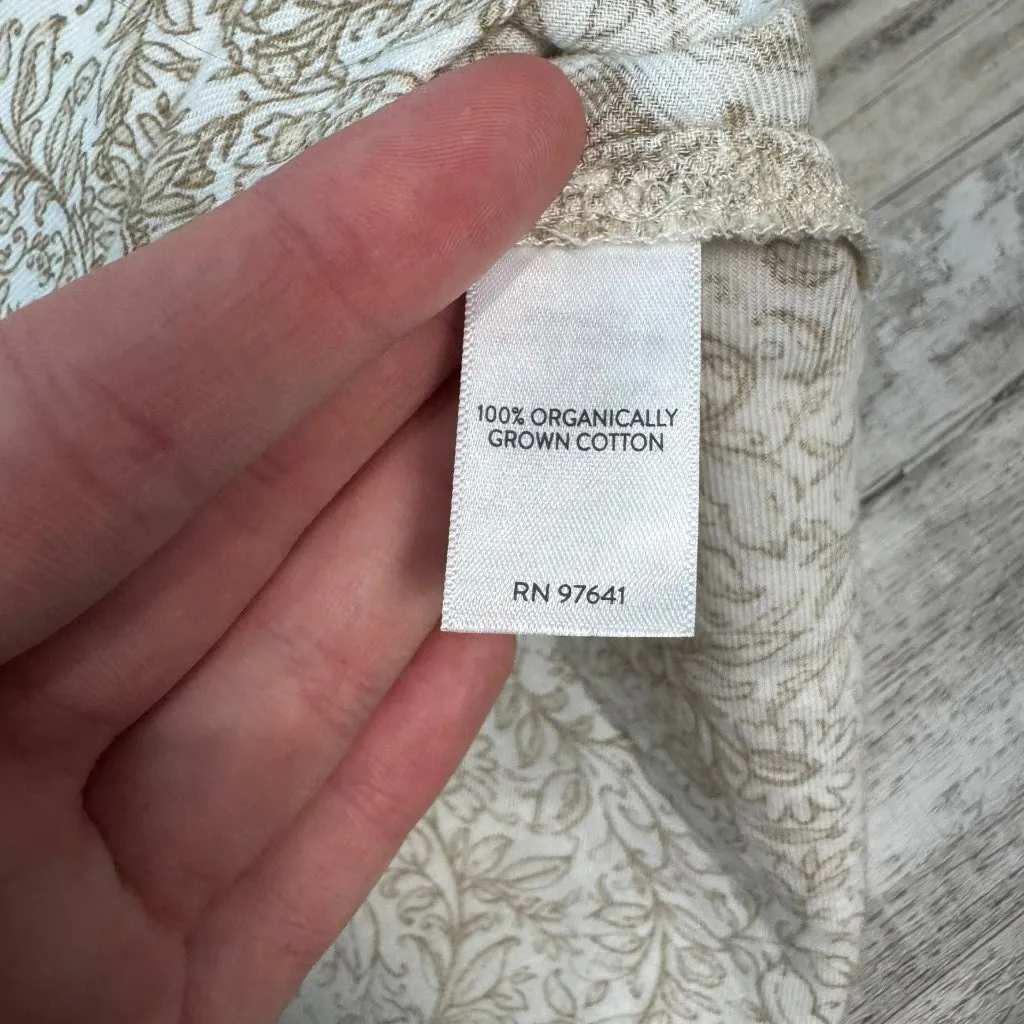 100% ORGANICALLY
GROWN COTTON
RN 97641